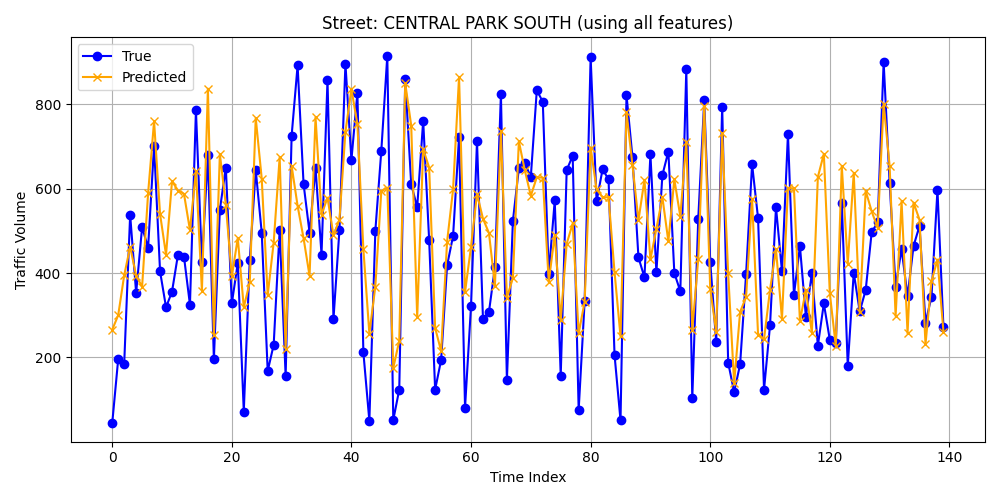 Street: CENTRAL PARK SOUTH (using all features)
True
Predicted
Traffic Volume
800
600
400
200
0 20 40 60 80 100 120 140
Time Index